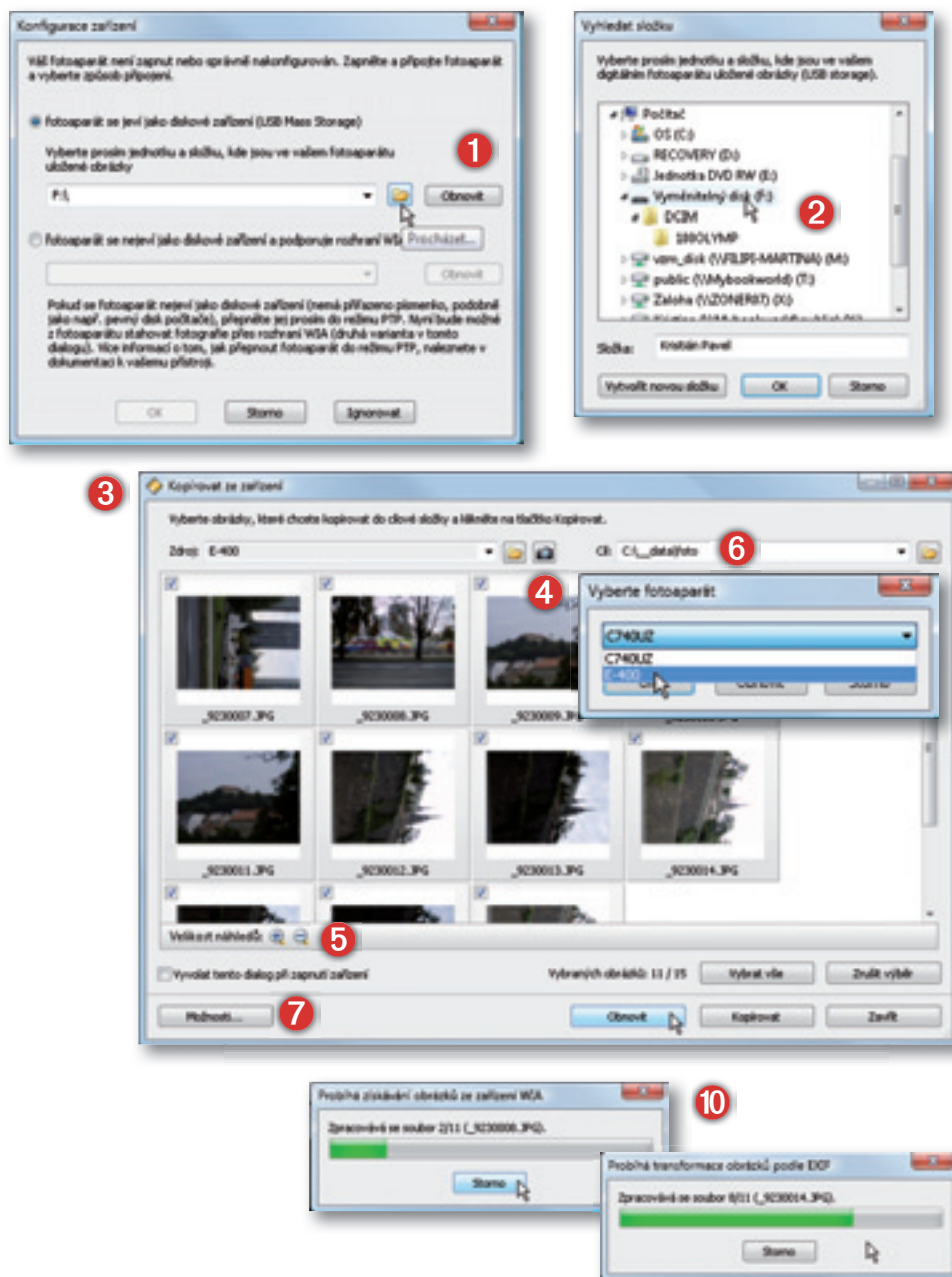 Konfigurace zařízení
Váš fotoaparát není zapnut nebo správně nakonfigurován. Zapněte a připojte fotoaparát
a vyberte způsob připojení.
fotoaparát se jeví jako diskové zařízení (USB Mass Storage)
Vyberte prosím jednotku a složku, kde jsou ve vašem fotoaparátu
uložené obrázky
1
F:\
Obnovit
fotoaparát se nejeví jako diskové zařízení a podporuje rozhraní WIA
Procházet...
Obnovit
Pokud se fotoaparát nejeví jako diskové zařízení (nemá přiřazeno písmenko, podobně
jako např. pevný disk počítače), přepněte jej prosím do režimu PTP. Nyní bude možné
z fotoaparátu stahovat fotografie přes rozhraní WIA (druhá varianta v tomto
dialogu). Více informací o tom, jak přepnout fotoaparát do režimu PTP, naleznete v
dokumentaci k vašemu přístroji.
OK
Storno
Ignorovat
Vyhledat složku
Vyberte prosím jednotku a složku, kde jsou ve vašem
digitálním fotoaparátu uložené obrázky (USB storage).
Počítač
OS (C:)
RECOVERY (D:)
Jednotka DVD RW (E:)
Vyměnitelný disk (F:)
2
DCIM
100OLYMP
vom_disk (\\FILIPI-MARTINA) (M:)
public (\\Mybookworld) (T:)
Zaloha (\\ZONER87) (X:)
Složka:
Kristián Pavel
Vytvořit novou složku
OK
Storno
3
Kopírovat ze zařízení
Vyberte obrázky, které chcete kopírovat do cílové složky a klikněte na tlačítko Kopírovat.
Zdroj: E-400
Cíl: C:\__data\foto
6
4
Vyberte fotoaparát
C740UZ
C740UZ
E-400
Obnovit
Storno
_9230007.JPG
_9230008.JPG
_9230009.JPG
_9230011.JPG
_9230012.JPG
_9230013.JPG
_9230014.JPG
Velikost náhledů:
5
Vyvolat tento dialog při zapnutí zařízení
Vybraných obrázků: 11 / 15
Vybrat vše
Zrušit výběr
Možnosti...
7
Obnovit
Kopírovat
Zavřít
Probíhá získávání obrázků ze zařízení WIA
10
Zpracovává se soubor 2/11 (_9230008.JPG).
Storno
Probíhá transformace obrázků podle EXIF
Zpracovává se soubor 8/11 (_9230014.JPG).
Storno